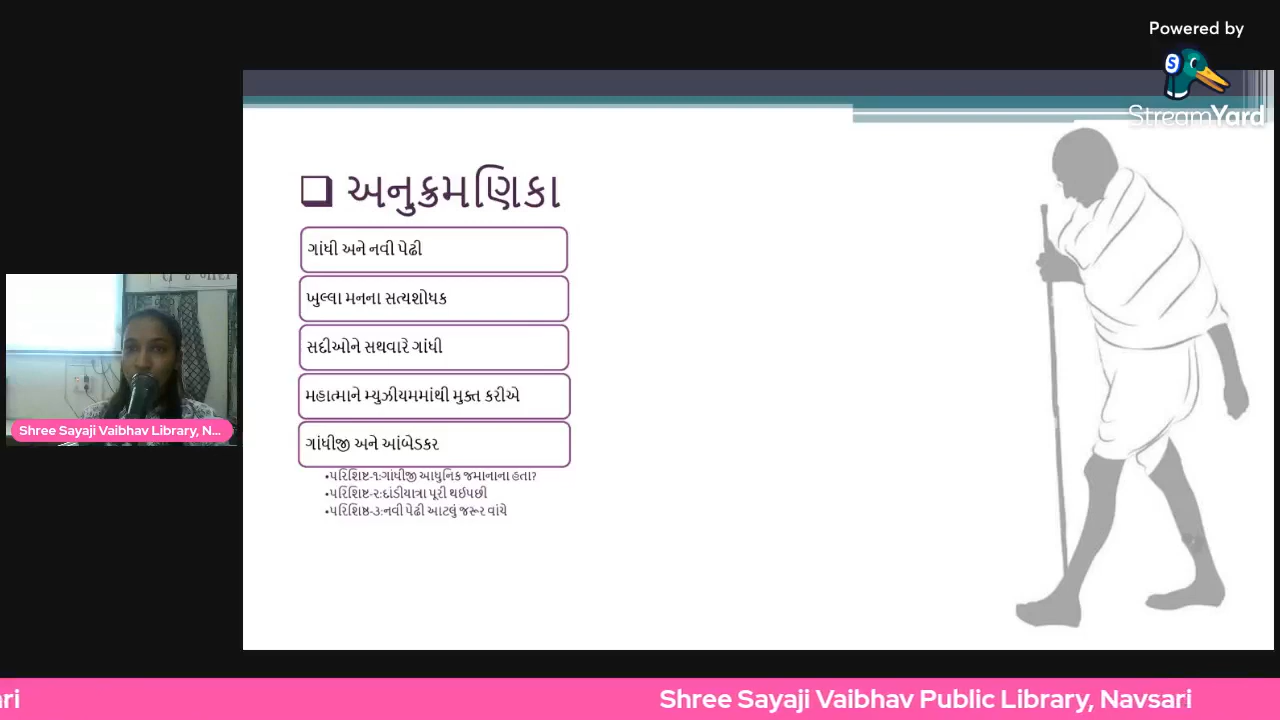 Powered by
StreamYard
❑ અનુક્રમણિકા
ગાંધી અને નવી પેઢી
ખુલ્લા મનના સત્યશોધક
સદીઓને સથવારે ગાંધી
મહાત્માને મ્યુઝીયમમાંથી મુક્ત કરીએ
ગાંધીજી અને આંબેડકર
•પરિશિષ્ટ-૧:ગાંધીજી આધુનિક જમાનાના હતા?
•પરિશિષ્ટ-૨:દાંડીયાત્રા પૂરી થઈપછી
•પરિશિષ્ઠ-૩:નવી પેઢી આટલું જરૂર વાંચે
Shree Sayaji Vaibhav Library, N...
ari
Shree Sayaji Vaibhav Public Library, Navsari